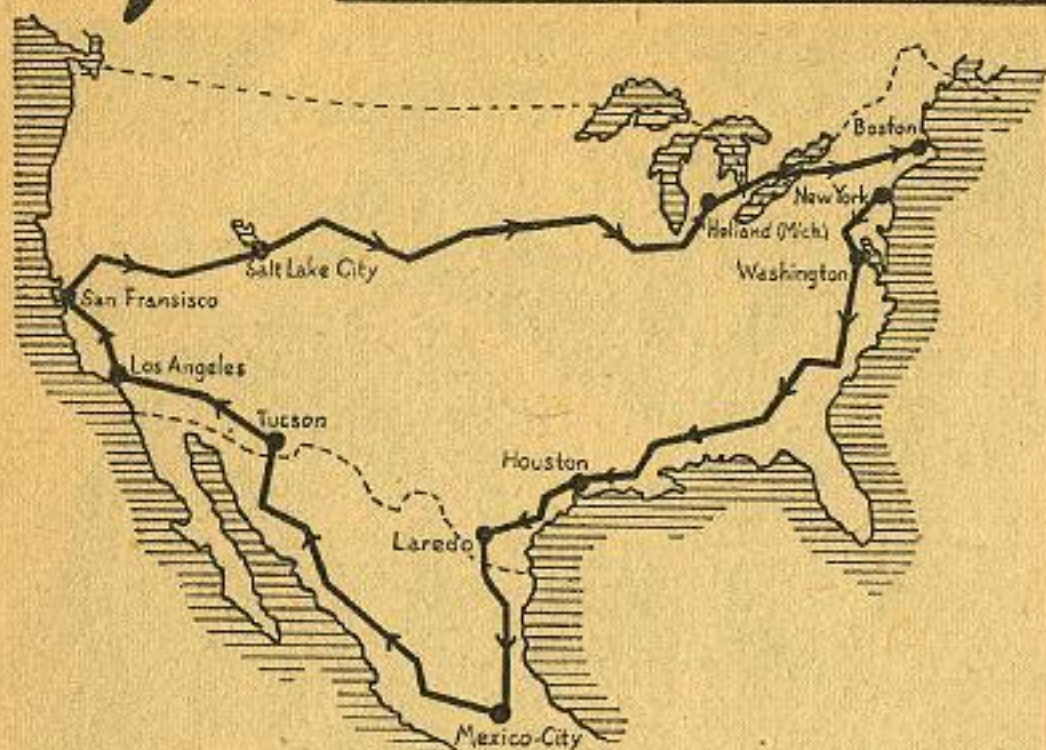 Boston
New York
Holland (Mich.)
Washington
Salt Lake City
San Fransisco
Los Angeles
Tucson
Houston
Laredo
Mexico-City